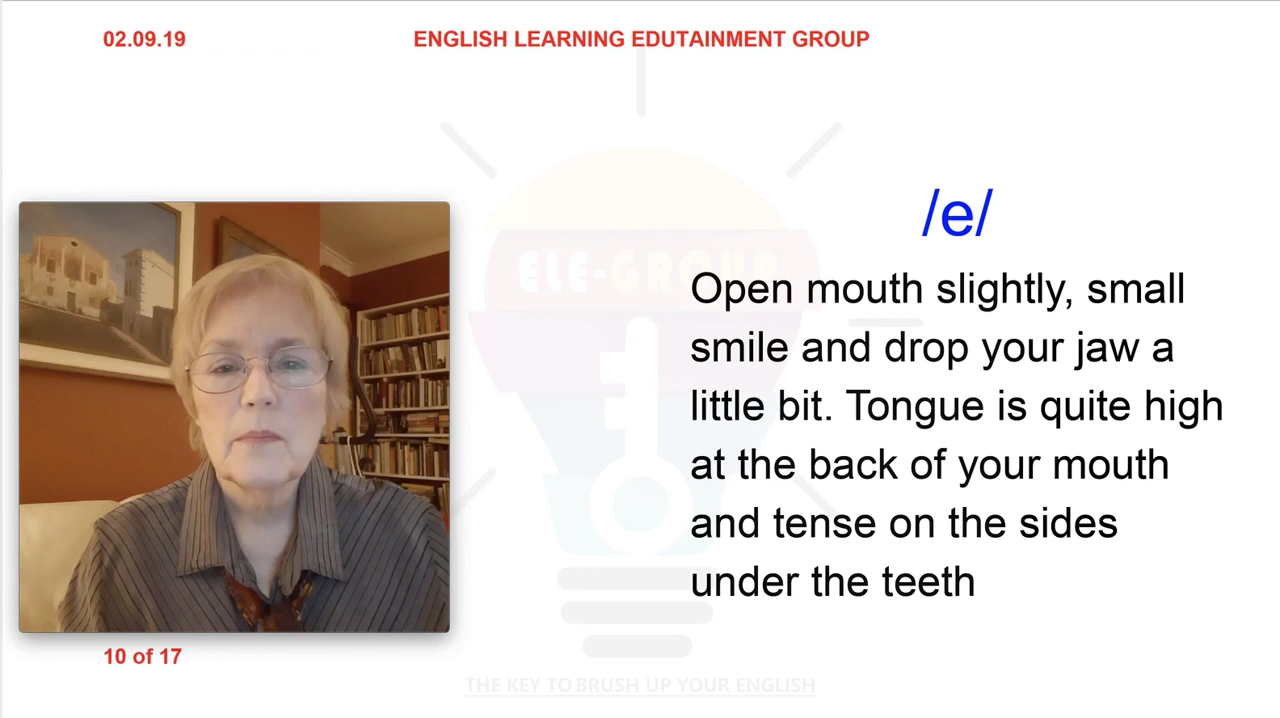 02.09.19
ENGLISH LEARNING EDUTAINMENT GROUP
/e/
ELE-GROUP
Open mouth slightly, small
smile and drop your jaw a
little bit. Tongue is quite high
at the back of your mouth
and tense on the sides
under the teeth
10 of 17
THE KEY TO BRUSH UP YOUR ENGLISH